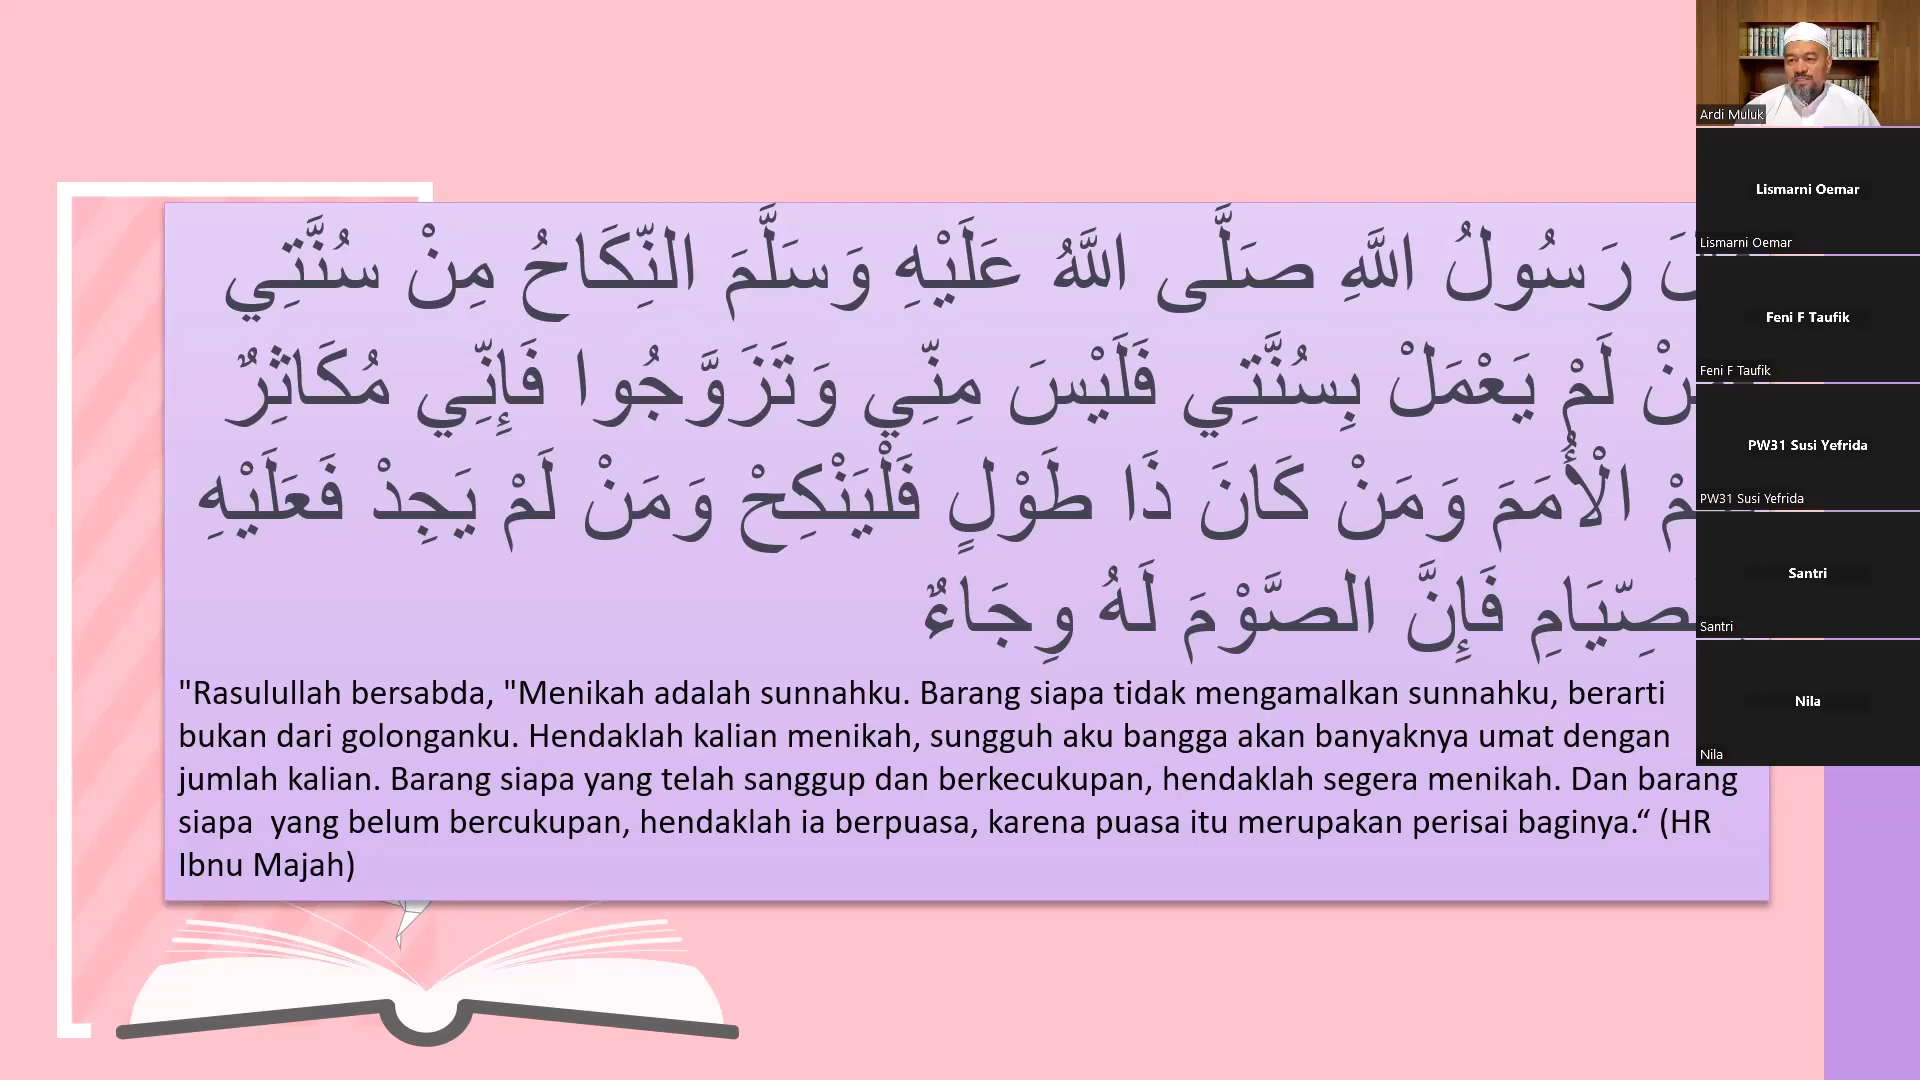 رَسُولُ اللَّهِ صَلَّى اللَّهُ عَلَيْهِ وَسَلَّمَ النِّكَاحُ مِنْ سُنَّتِي
لَمْ يَعْمَلْ بِسُنَّتِي فَلَيْسَ مِنِّي وَتَزَوَّجُوا فَإِنِّي مُكَاثِرٌ
الْأُمَمَ وَمَنْ كَانَ ذَا طَوْلٍ فَلْيَنْكِحْ وَمَنْ لَمْ يَجِدْ فَعَلَيْهِ
فَإِنَّ الصَّوْمَ لَهُ وِجَاءٌ
"Rasulullah bersabda, "Menikah adalah sunnahku. Barang siapa tidak mengamalkan sunnahku, berarti
bukan dari golonganku. Hendaklah kalian menikah, sungguh aku bangga akan banyaknya umat dengan
jumlah kalian. Barang siapa yang telah sanggup dan berkecukupan, hendaklah segera menikah. Dan barang
siapa  yang belum bercukupan, hendaklah ia berpuasa, karena puasa itu merupakan perisai baginya.“ (HR
Ibnu Majah)
Ardi Muluk
Lismarni Oemar
Lismarni Oemar
Feni F Taufik
Feni F Taufik
PW31 Susi Yefrida
PW31 Susi Yefrida
Santri
Santri
Nila
Nila